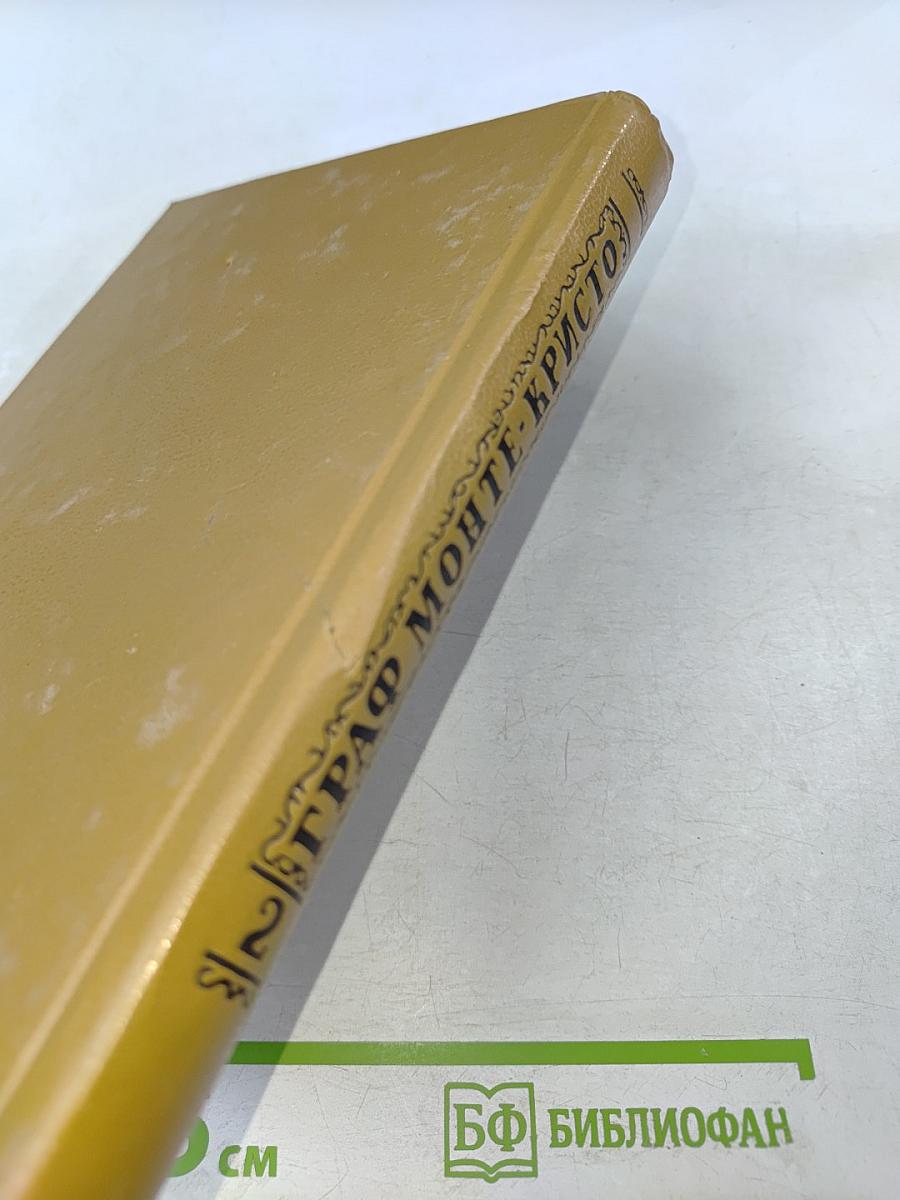 ГРАФ МОНТЕ-КРИСТО
2
см
БФ БИБЛИОФАН